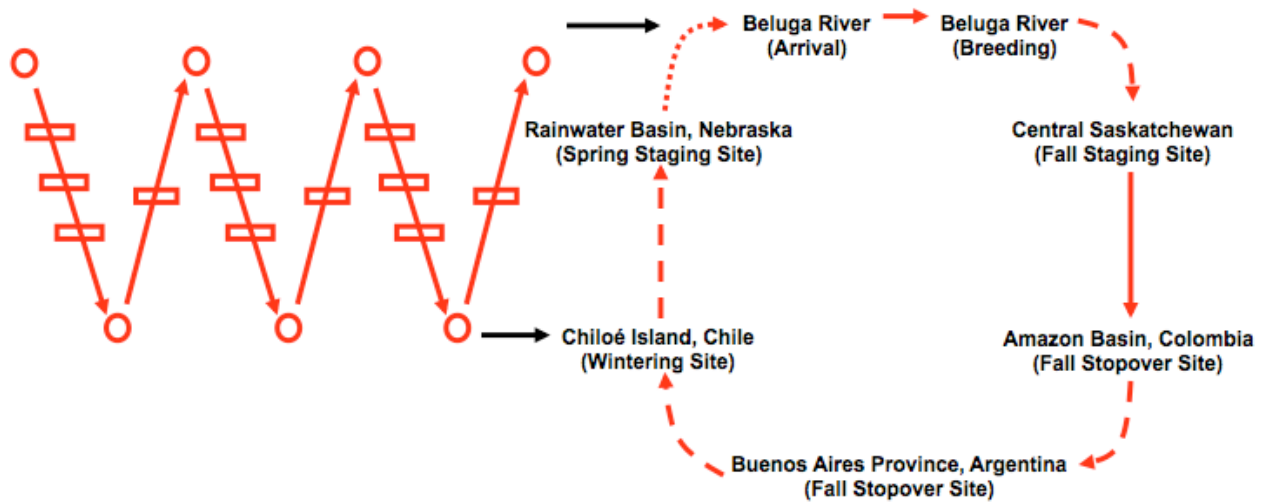 Beluga River
(Arrival)
Beluga River
(Breeding)
Rainwater Basin, Nebraska
(Spring Staging Site)
Central Saskatchewan
(Fall Staging Site)
Chiloé Island, Chile
(Wintering Site)
Amazon Basin, Colombia
(Fall Stopover Site)
Buenos Aires Province, Argentina
(Fall Stopover Site)